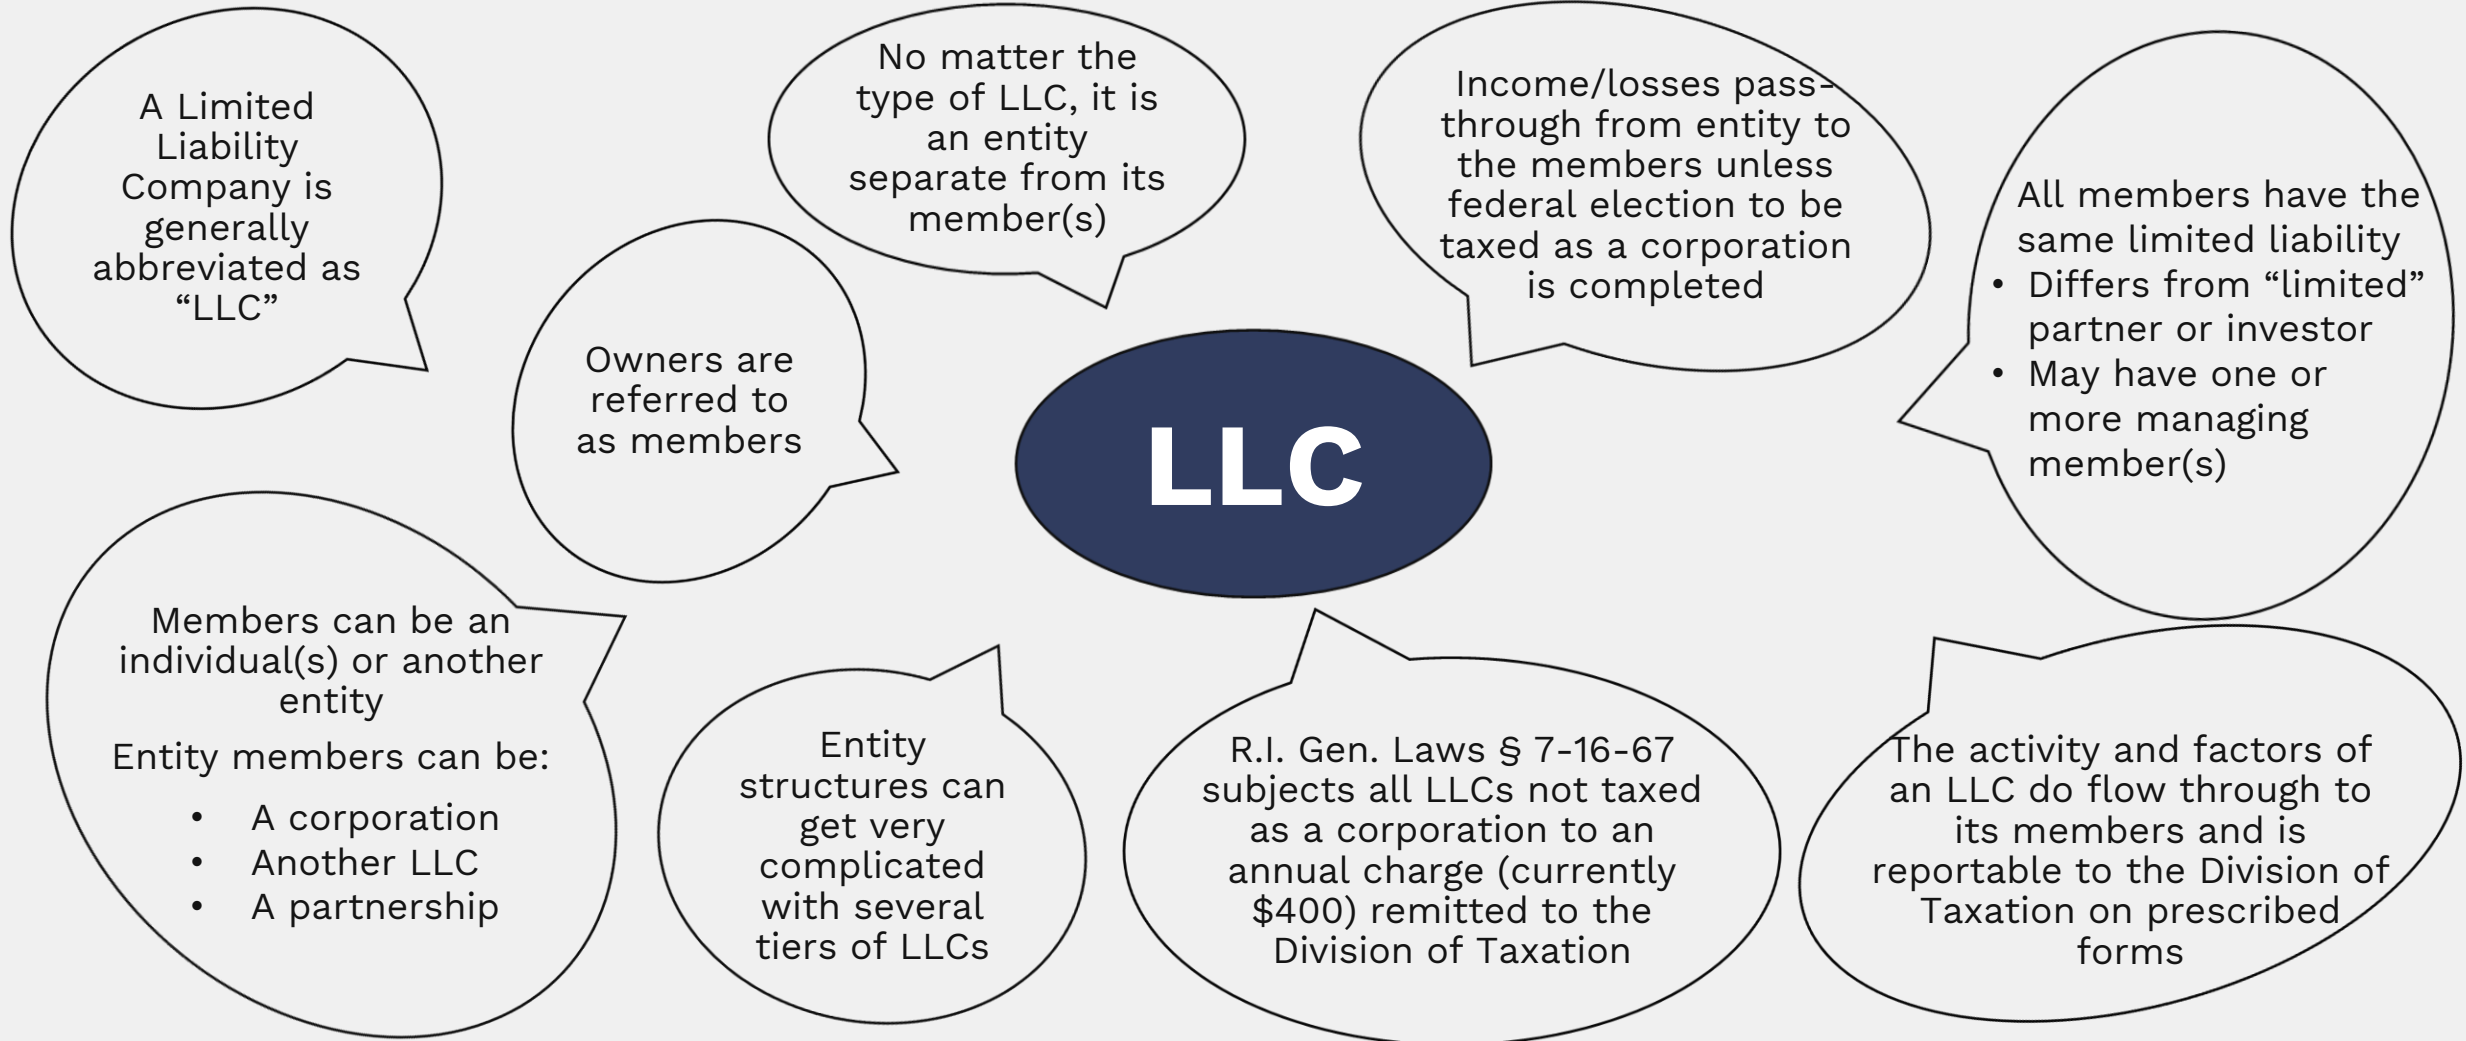 A Limited
Liability
Company is
generally
abbreviated as
“LLC”
Owners are
referred to
as members
No matter the
type of LLC, it is
an entity
separate from its
member(s)
Income/losses pass-
through from entity to
the members unless
federal election to be
taxed as a corporation
is completed
All members have the
same limited liability
• Differs from “limited”
partner or investor
• May have one or
more managing
member(s)
LLC
Members can be an
individual(s) or another
entity
Entity members can be:
• A corporation
• Another LLC
• A partnership
Entity
structures can
get very
complicated
with several
tiers of LLCs
R.I. Gen. Laws § 7-16-67
subjects all LLCs not taxed
as a corporation to an
annual charge (currently
$400) remitted to the
Division of Taxation
The activity and factors of
an LLC do flow through to
its members and is
reportable to the Division of
Taxation on prescribed
forms